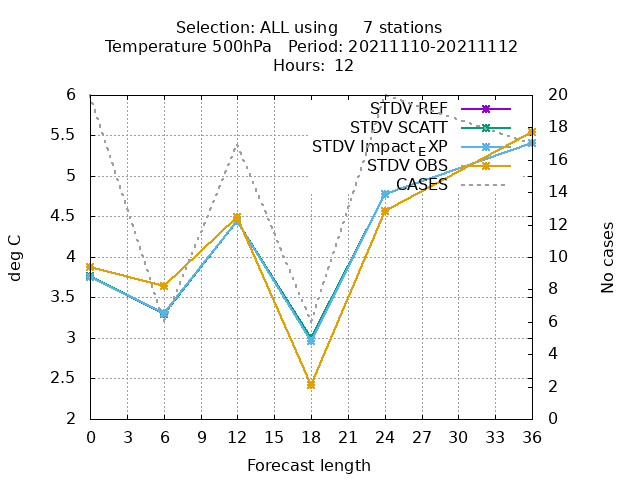 Selection: ALL using     7 stations
Temperature 500hPa   Period: 20211110-20211112
Hours: 12
STDV REF
STDV SCATT
STDV Impact_EXP
STDV OBS
CASES
deg C
No cases
6
5.5
5
4.5
4
3.5
3
2.5
2
20
18
16
14
12
10
8
6
4
2
0
0 3 6 9 12 15 18 21 24 27 30 33 36
Forecast length